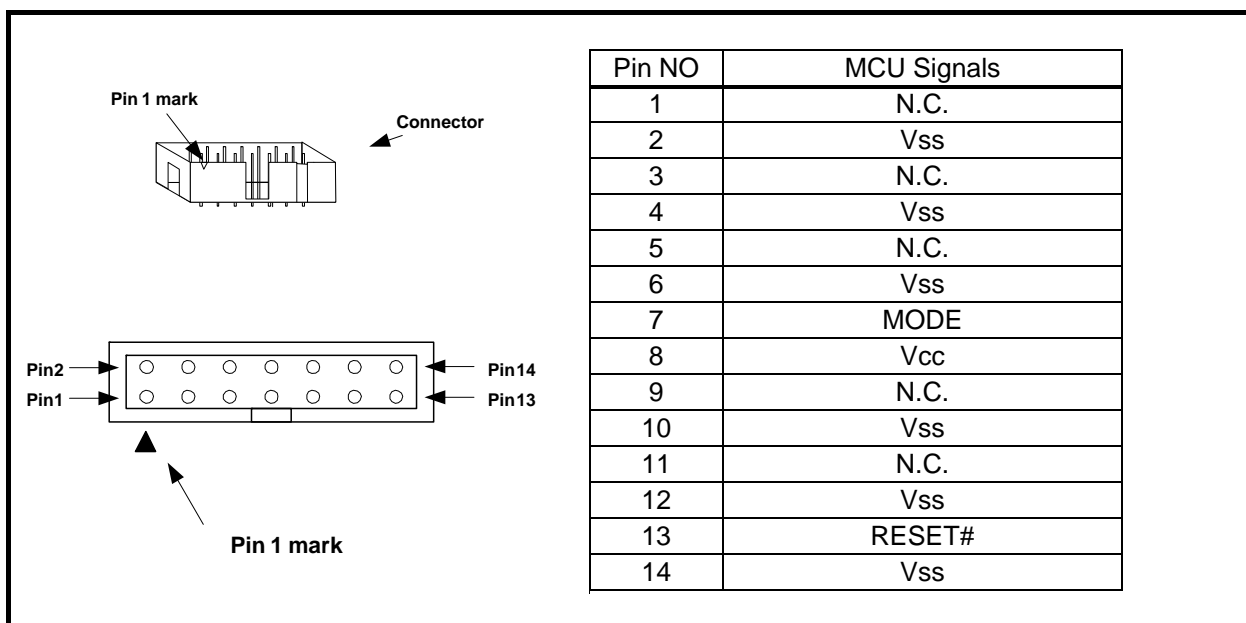 Pin 1 mark
Connector
Pin2
Pin14
Pin1
Pin13
Pin 1 mark
Pin NO MCU Signals
1 N.C.
2 Vss
3 N.C.
4 Vss
5 N.C.
6 Vss
7 MODE
8 Vcc
9 N.C.
10 Vss
11 N.C.
12 Vss
13 RESET#
14 Vss